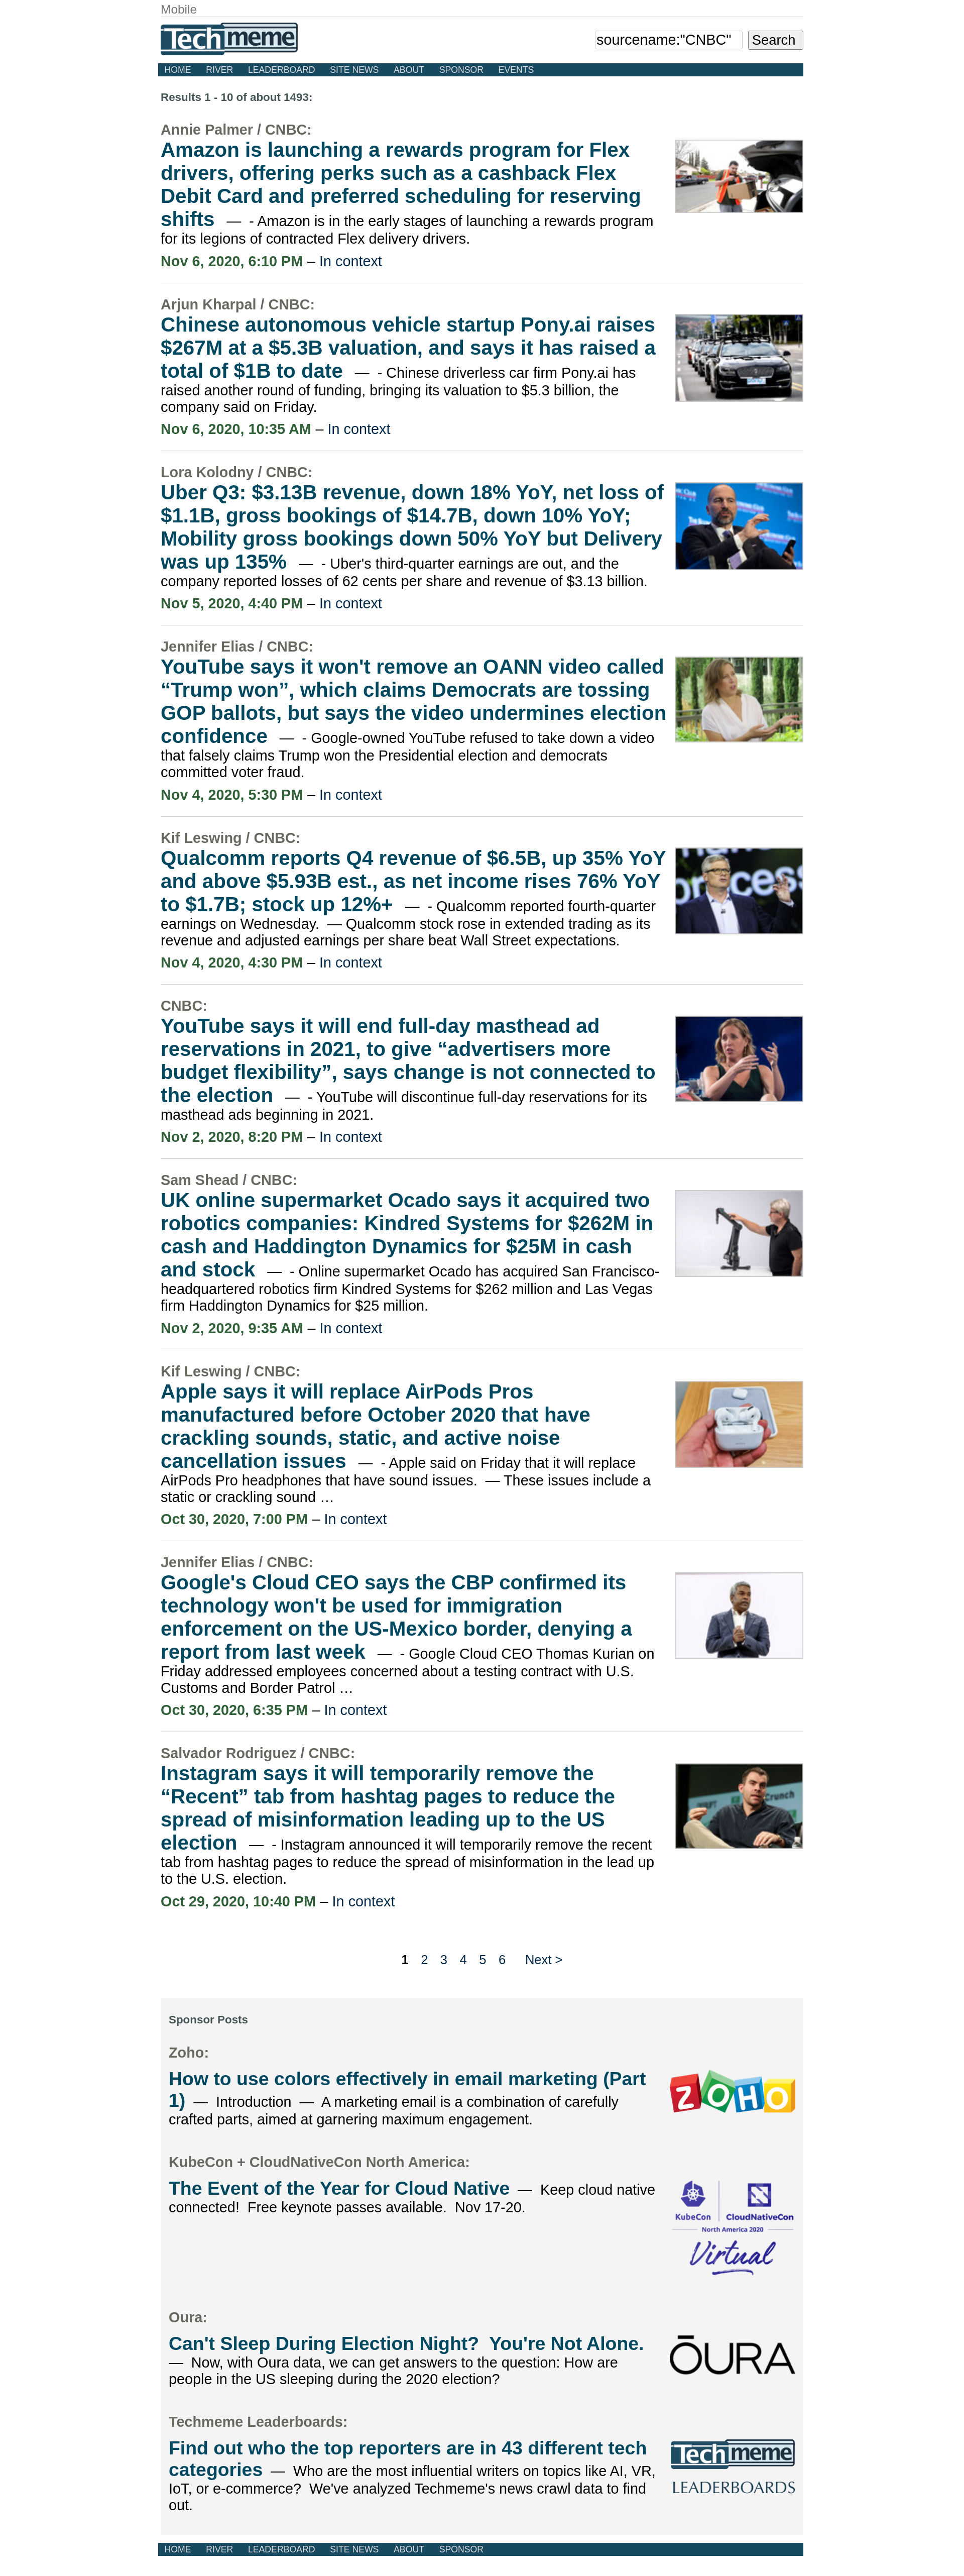 Mobile
Techmeme
sourcename:"CNBC"
Search
HOME RIVER LEADERBOARD SITE NEWS ABOUT SPONSOR EVENTS
Results 1 - 10 of about 1493:
Annie Palmer / CNBC:
Amazon is launching a rewards program for Flex
drivers, offering perks such as a cashback Flex
Debit Card and preferred scheduling for reserving
shifts — - Amazon is in the early stages of launching a rewards program
for its legions of contracted Flex delivery drivers.
Nov 6, 2020, 6:10 PM – In context
Arjun Kharpal / CNBC:
Chinese autonomous vehicle startup Pony.ai raises
$267M at a $5.3B valuation, and says it has raised a
total of $1B to date — - Chinese driverless car firm Pony.ai has
raised another round of funding, bringing its valuation to $5.3 billion, the
company said on Friday.
Nov 6, 2020, 10:35 AM – In context
Lora Kolodny / CNBC:
Uber Q3: $3.13B revenue, down 18% YoY, net loss of
$1.1B, gross bookings of $14.7B, down 10% YoY;
Mobility gross bookings down 50% YoY but Delivery
was up 135% — - Uber's third-quarter earnings are out, and the
company reported losses of 62 cents per share and revenue of $3.13 billion.
Nov 5, 2020, 4:40 PM – In context
Jennifer Elias / CNBC:
YouTube says it won't remove an OANN video called
“Trump won”, which claims Democrats are tossing
GOP ballots, but says the video undermines election
confidence — - Google-owned YouTube refused to take down a video
that falsely claims Trump won the Presidential election and democrats
committed voter fraud.
Nov 4, 2020, 5:30 PM – In context
Kif Leswing / CNBC:
Qualcomm reports Q4 revenue of $6.5B, up 35% YoY
and above $5.93B est., as net income rises 76% YoY
to $1.7B; stock up 12%+ — - Qualcomm reported fourth-quarter
earnings on Wednesday. — Qualcomm stock rose in extended trading as its
revenue and adjusted earnings per share beat Wall Street expectations.
Nov 4, 2020, 4:30 PM – In context
CNBC:
YouTube says it will end full-day masthead ad
reservations in 2021, to give “advertisers more
budget flexibility”, says change is not connected to
the election — - YouTube will discontinue full-day reservations for its
masthead ads beginning in 2021.
Nov 2, 2020, 8:20 PM – In context
Sam Shead / CNBC:
UK online supermarket Ocado says it acquired two
robotics companies: Kindred Systems for $262M in
cash and Haddington Dynamics for $25M in cash
and stock — - Online supermarket Ocado has acquired San Francisco-
headquartered robotics firm Kindred Systems for $262 million and Las Vegas
firm Haddington Dynamics for $25 million.
Nov 2, 2020, 9:35 AM – In context
Kif Leswing / CNBC:
Apple says it will replace AirPods Pros
manufactured before October 2020 that have
crackling sounds, static, and active noise
cancellation issues — - Apple said on Friday that it will replace
AirPods Pro headphones that have sound issues. — These issues include a
static or crackling sound …
Oct 30, 2020, 7:00 PM – In context
Jennifer Elias / CNBC:
Google's Cloud CEO says the CBP confirmed its
technology won't be used for immigration
enforcement on the US-Mexico border, denying a
report from last week — - Google Cloud CEO Thomas Kurian on
Friday addressed employees concerned about a testing contract with U.S.
Customs and Border Patrol …
Oct 30, 2020, 6:35 PM – In context
Salvador Rodriguez / CNBC:
Instagram says it will temporarily remove the
“Recent” tab from hashtag pages to reduce the
spread of misinformation leading up to the US
election — - Instagram announced it will temporarily remove the recent
tab from hashtag pages to reduce the spread of misinformation in the lead up
to the U.S. election.
Oct 29, 2020, 10:40 PM – In context
1 2 3 4 5 6 Next >
Sponsor Posts
Zoho:
How to use colors effectively in email marketing (Part
1) — Introduction — A marketing email is a combination of carefully
crafted parts, aimed at garnering maximum engagement.
ZOHO
KubeCon + CloudNativeCon North America:
The Event of the Year for Cloud Native — Keep cloud native
connected! Free keynote passes available. Nov 17-20.
KubeCon CloudNativeCon
North America 2020
Virtual
Oura:
Can't Sleep During Election Night? You're Not Alone.
— Now, with Oura data, we can get answers to the question: How are
people in the US sleeping during the 2020 election?
ŌURA
Techmeme Leaderboards:
Find out who the top reporters are in 43 different tech
categories — Who are the most influential writers on topics like AI, VR,
IoT, or e-commerce? We've analyzed Techmeme's news crawl data to find
out.
Techmeme
LEADERBOARDS
HOME RIVER LEADERBOARD SITE NEWS ABOUT SPONSOR